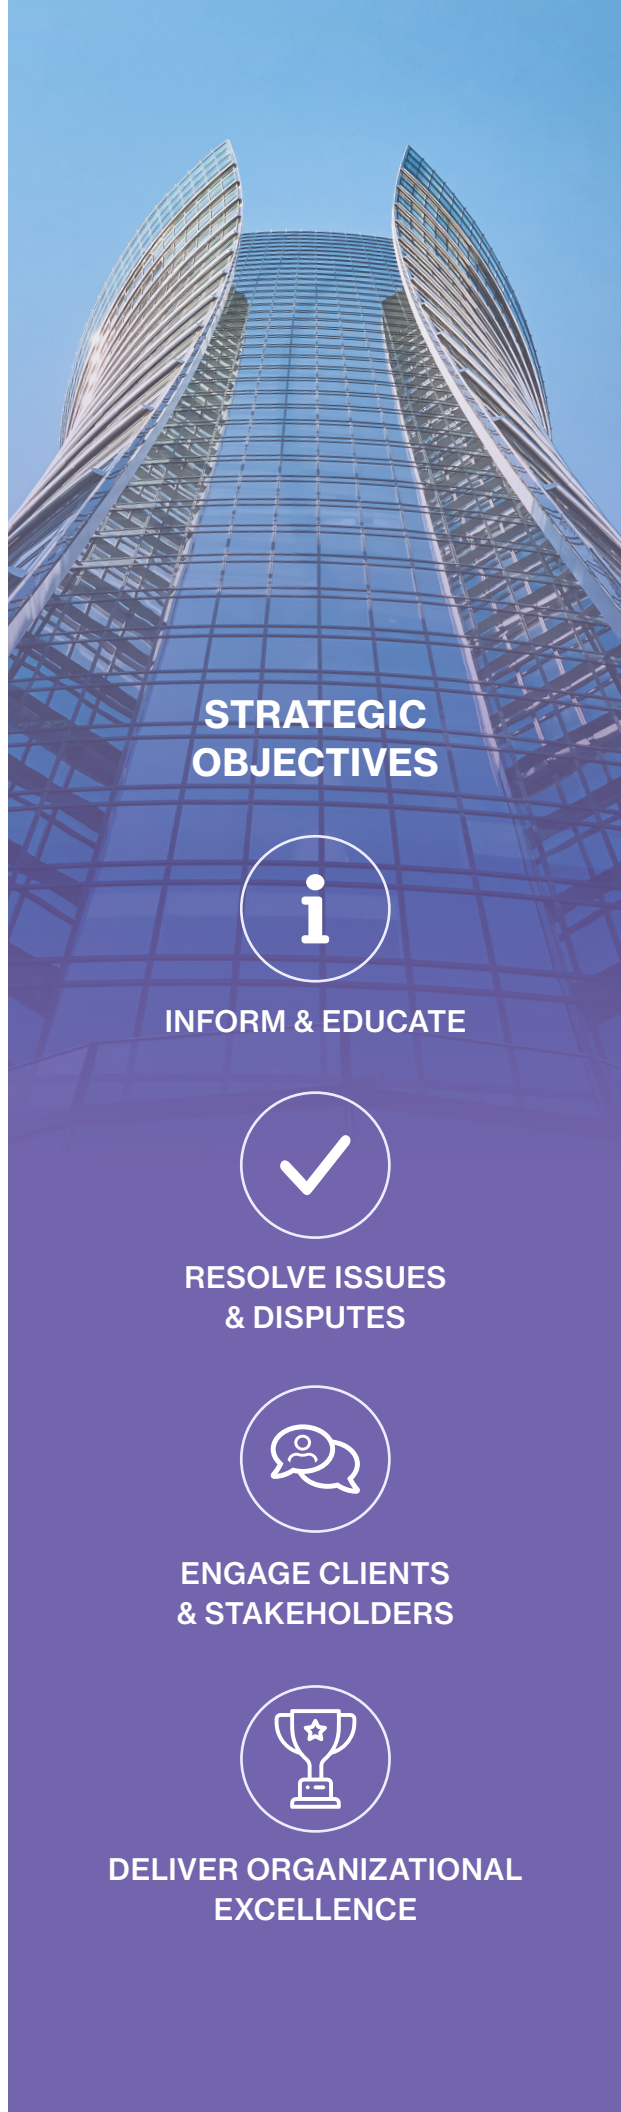 STRATEGIC
OBJECTIVES
INFORM & EDUCATE
RESOLVE ISSUES
& DISPUTES
ENGAGE CLIENTS
& STAKEHOLDERS
DELIVER ORGANIZATIONAL
EXCELLENCE